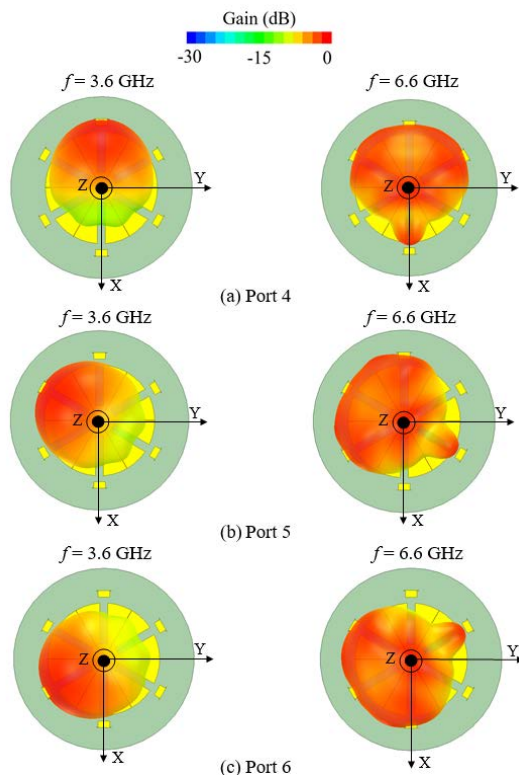 Gain (dB)
-30 -15 0
f = 3.6 GHz f = 6.6 GHz
Z Y Z Y
X X
(a) Port 4
f = 3.6 GHz f = 6.6 GHz
Z Y Z Y
X X
(b) Port 5
f = 3.6 GHz f = 6.6 GHz
Z Y Z Y
X X
(c) Port 6